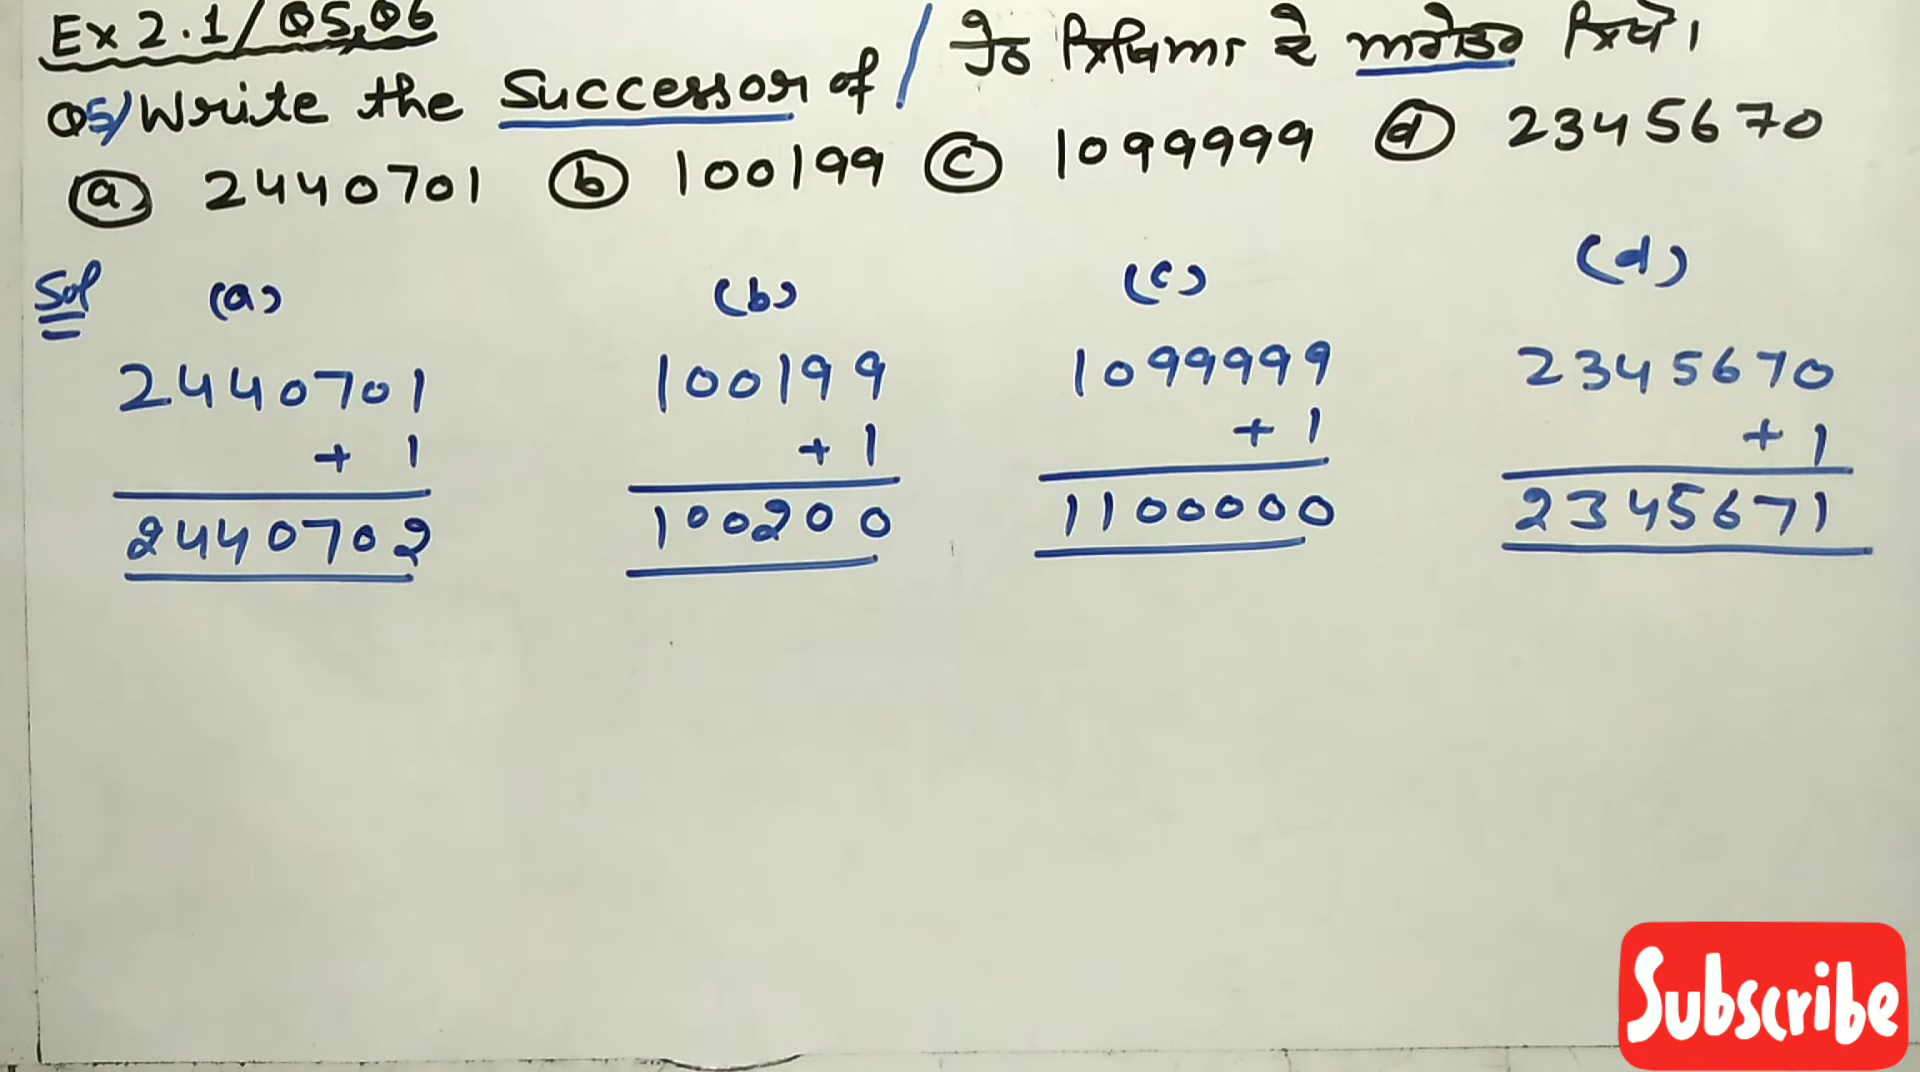 Ex 2.1/ Q5,Q6
Q5/ Write the Successor of / ਹੇਠ ਲਿਖਿਆਂ ਦੇ ਅਗੇਤਰ ਲਿਖੋ।
(a) 2440701 (b) 100199 (c) 1099999 (d) 2345670
Sol (a) (b) (c) (d)
2440701 100199 1099999 2345670
+ 1 + 1 + 1 + 1
2440702 100200 1100000 2345671
Subscribe